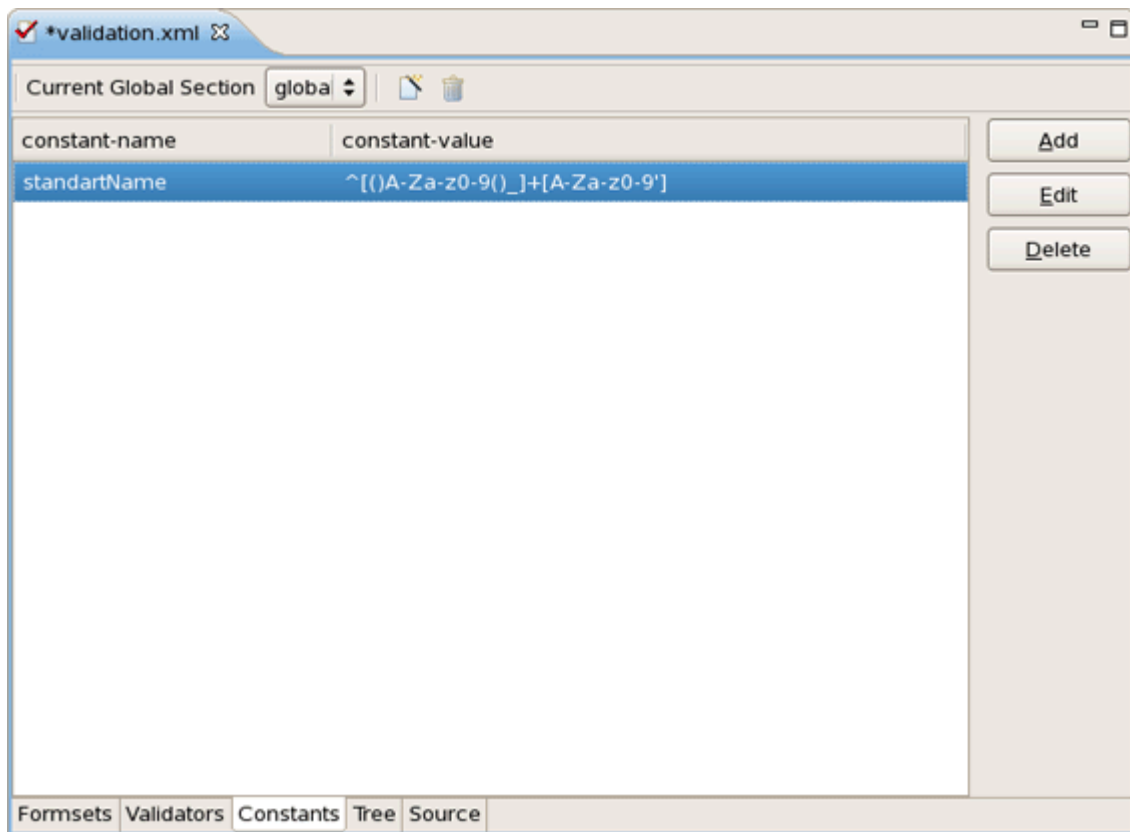 *validation.xml
Current Global Section globa
constant-name constant-value Add
standartName ^[()A-Za-z0-9()_]+[A-Za-z0-9'] Edit
Delete
Formsets Validators Constants Tree Source